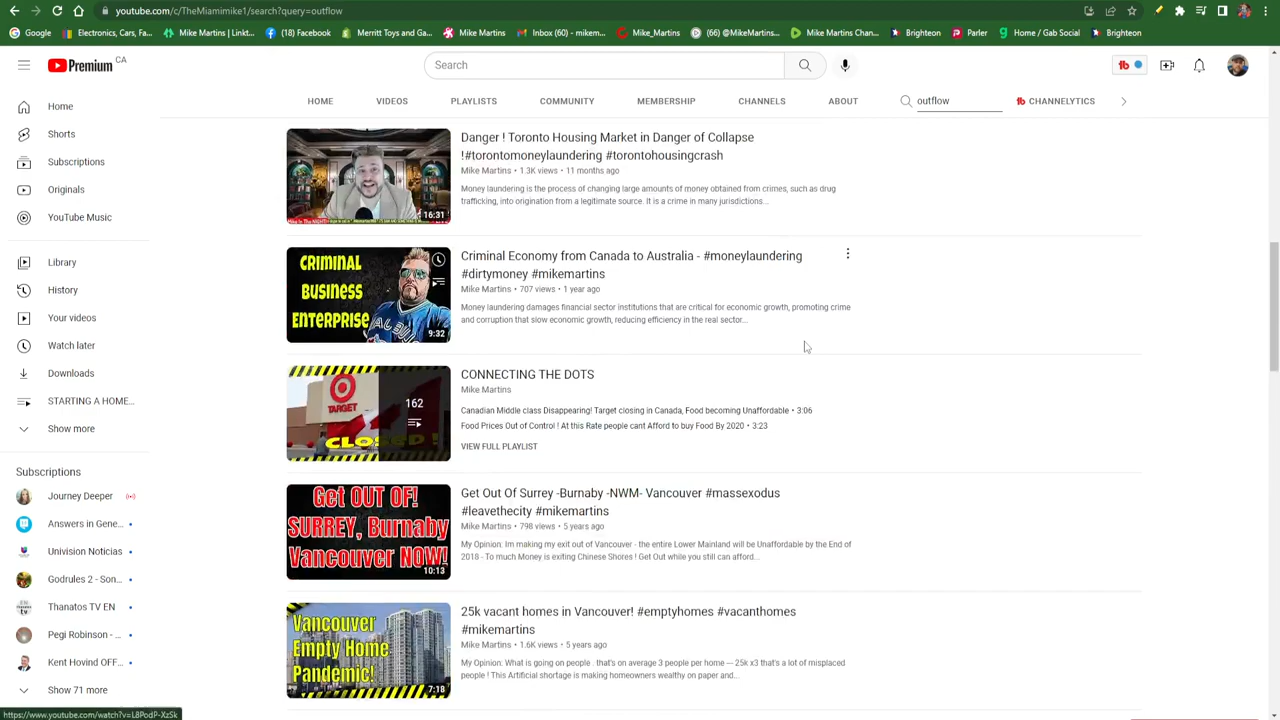 youtube.com/c/TheMiamimike1/search?query=outflow
Google
Electronics, Cars, ...
Mike Martins | Linkt...
(18) Facebook
Merritt Toyz and Ga...
Mike Martins
Inbox (60) - mikem...
Mike_Martins
(66) @MikeMartins...
Mike Martins Chan...
Brighteon
Parler
Home / Gab Social
Brighteon
Premium CA
Search
HOME
VIDEOS
PLAYLISTS
COMMUNITY
MEMBERSHIP
CHANNELS
ABOUT
outflow
CHANNELYTICS
Home
Shorts
Subscriptions
Originals
YouTube Music
Library
History
Your videos
Watch later
Downloads
STARTING A HOME...
Show more
Subscriptions
Journey Deeper
Answers in Gene...
Univision Noticias
Godrules 2 - Son...
Thanatos TV EN
Pegi Robinson - ...
Kent Hovind OFF...
Show 71 more
16:31
Danger ! Toronto Housing Market in Danger of Collapse
!#torontomoneylaundering #torontohousingcrash
Mike Martins • 1.3K views • 11 months ago
Money laundering is the process of changing large amounts of money obtained from crimes, such as drug
trafficking, into origination from a legitimate source. It is a crime in many jurisdictions...
CRIMINAL
BUSINESS
ENTERPRISE
9:32
Criminal Economy from Canada to Australia - #moneylaundering
#dirtymoney #mikemartins
Mike Martins • 707 views • 1 year ago
Money laundering damages financial sector institutions that are critical for economic growth, promoting crime
and corruption that slow economic growth, reducing efficiency in the real sector...
TARGET
CLOSED !
162
CONNECTING THE DOTS
Mike Martins
Canadian Middle class Disappearing! Target closing in Canada, Food becoming Unaffordable • 3:06
Food Prices Out of Control ! At this Rate people cant Afford to buy Food By 2020 • 3:23
VIEW FULL PLAYLIST
Get OUT OF!
SURREY, Burnaby
Vancouver NOW!
10:13
Get Out Of Surrey -Burnaby -NWM- Vancouver #massexodus
#leavethecity #mikemartins
Mike Martins • 798 views • 5 years ago
My Opinion: Im making my exit out of Vancouver - the entire Lower Mainland will be Unaffordable by the End of
2018 - To much Money is exiting Chinese Shores ! Get Out while you still can afford...
Vancouver
Empty Home
Pandemic!
7:18
25k vacant homes in Vancouver! #emptyhomes #vacanthomes
#mikemartins
Mike Martins • 1.6K views • 5 years ago
My Opinion: What is going on people . that's on average 3 people per home –- 25k x3 that's a lot of misplaced
people ! This Artificial shortage is making homeowners wealthy on paper and...
https://www.youtube.com/watch?v=L8PodP-XzSk